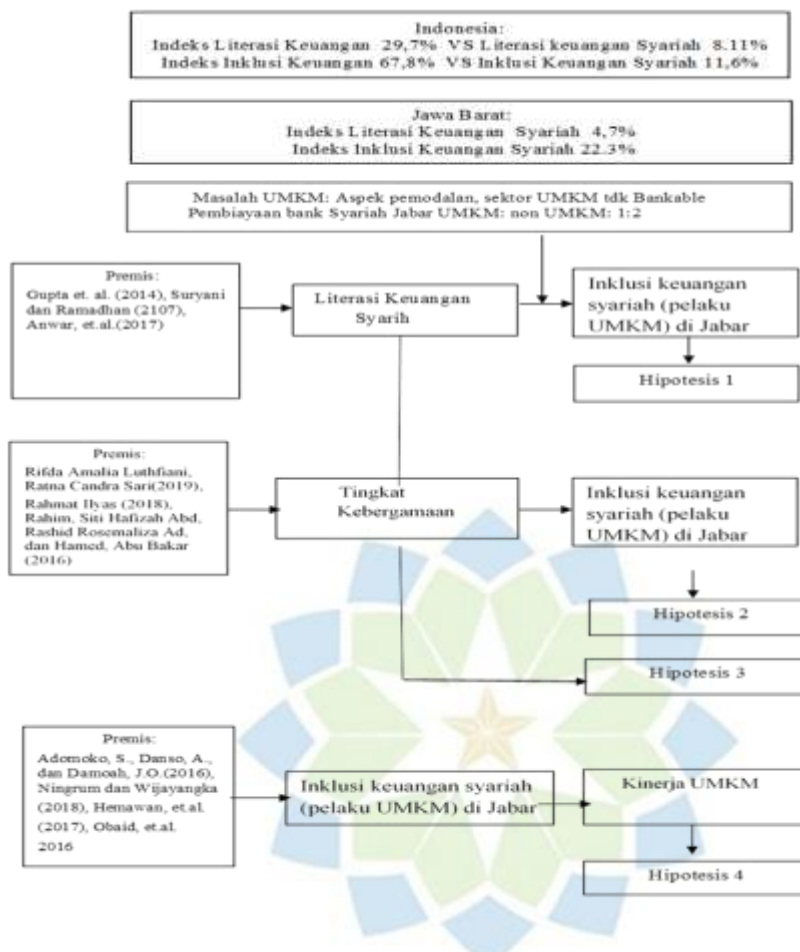 Indonesia:
Indeks Literasi Keuangan 29,7% VS Literasi keuangan Syariah 8.11%
Indeks Inklusi Keuangan 67,8% VS Inklusi Keuangan Syariah 11,6%
Jawa Barat:
Indeks Literasi Keuangan Syariah 4,7%
Indeks Inklusi Keuangan Syariah 22.3%
Masalah UMKM: Aspek pemodalan, sektor UMKM tdk Bankable
Pembiayaan bank Syariah Jabar UMKM: non UMKM: 1:2
Premis:
Gupta et. al. (2014), Suryani
dan Ramadhan (2107),
Anwar, et.al.(2017)
Literasi Keuangan
Syarih
Inklusi keuangan
syariah (pelaku
UMKM) di Jabar
Hipotesis 1
Premis:
Rifda Amalia Luthfiani,
Ratna Candra Sari(2019),
Rahmat Ilyas (2018),
Rahim, Siti Hafizah Abd,
Rashid Rosemaliza Ad,
dan Hamed, Abu Bakar
(2016)
Tingkat
Kebergamaan
Inklusi keuangan
syariah (pelaku
UMKM) di Jabar
Hipotesis 2
Hipotesis 3
Premis:
Adomoko, S., Danso, A.,
dan Damoah, J.O.(2016),
Ningrum dan Wijayangka
(2018), Hemawan, et.al.
(2017), Obaid, et.al.
2016
Inklusi keuangan syariah
(pelaku UMKM) di Jabar
Kinerja UMKM
Hipotesis 4